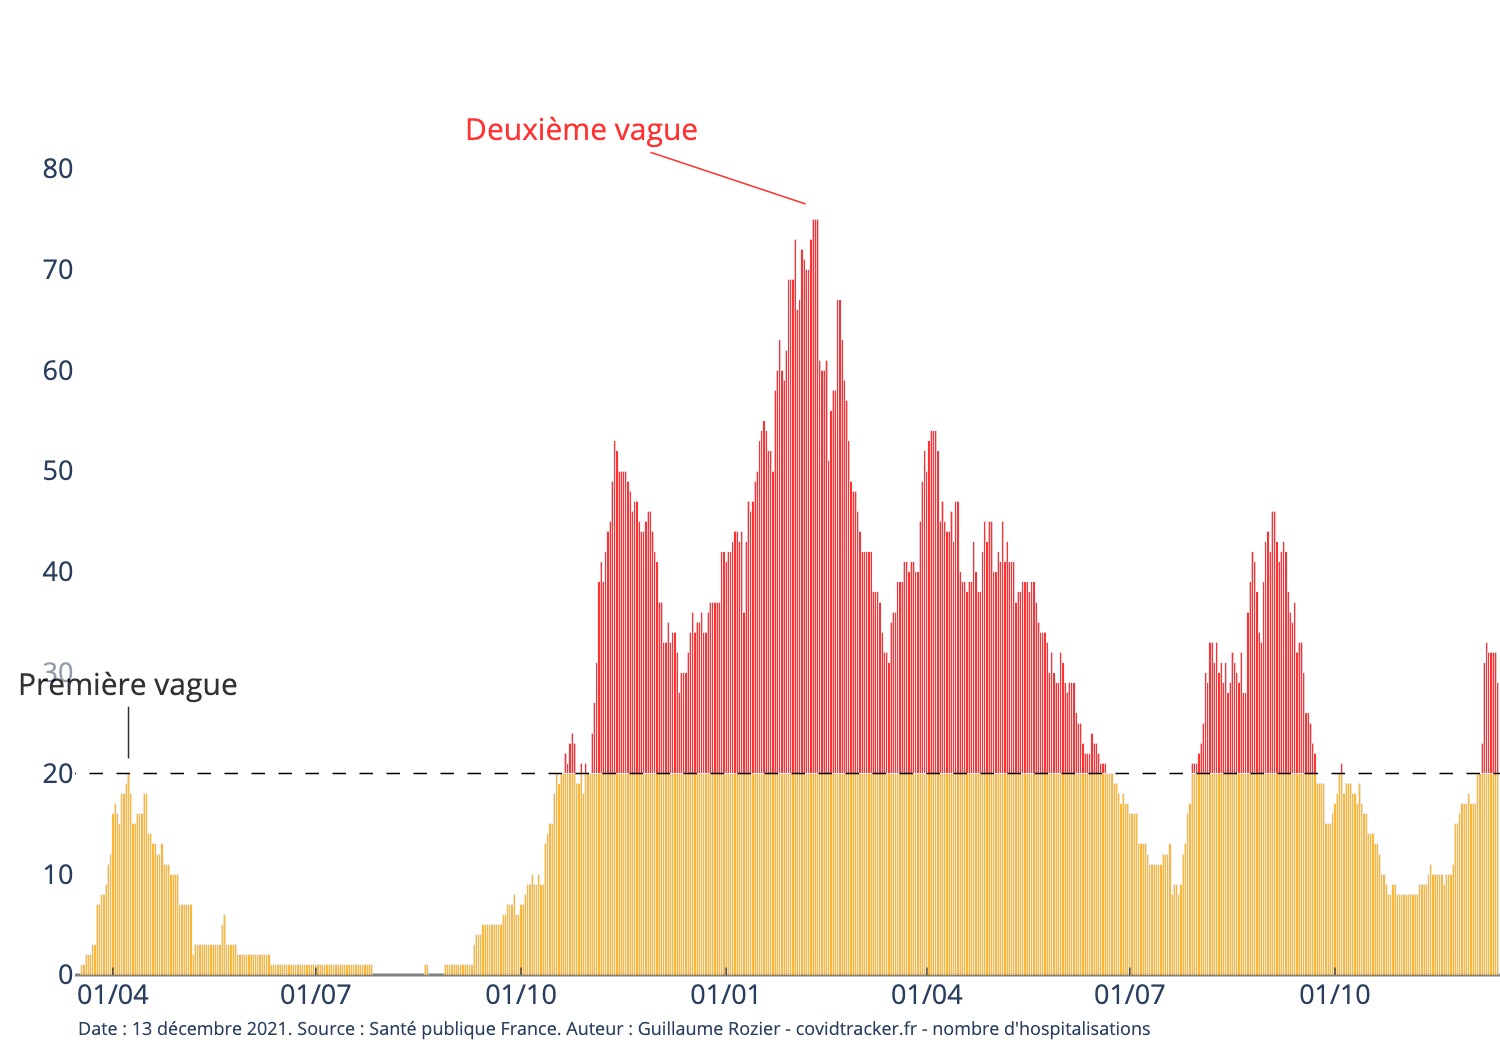 Deuxième vague
80
70
60
50
40
30
Première vague
20
10
0
01/04 01/07 01/10 01/01 01/04 01/07 01/10
Date : 13 décembre 2021. Source : Santé publique France. Auteur : Guillaume Rozier - covidtracker.fr - nombre d'hospitalisations